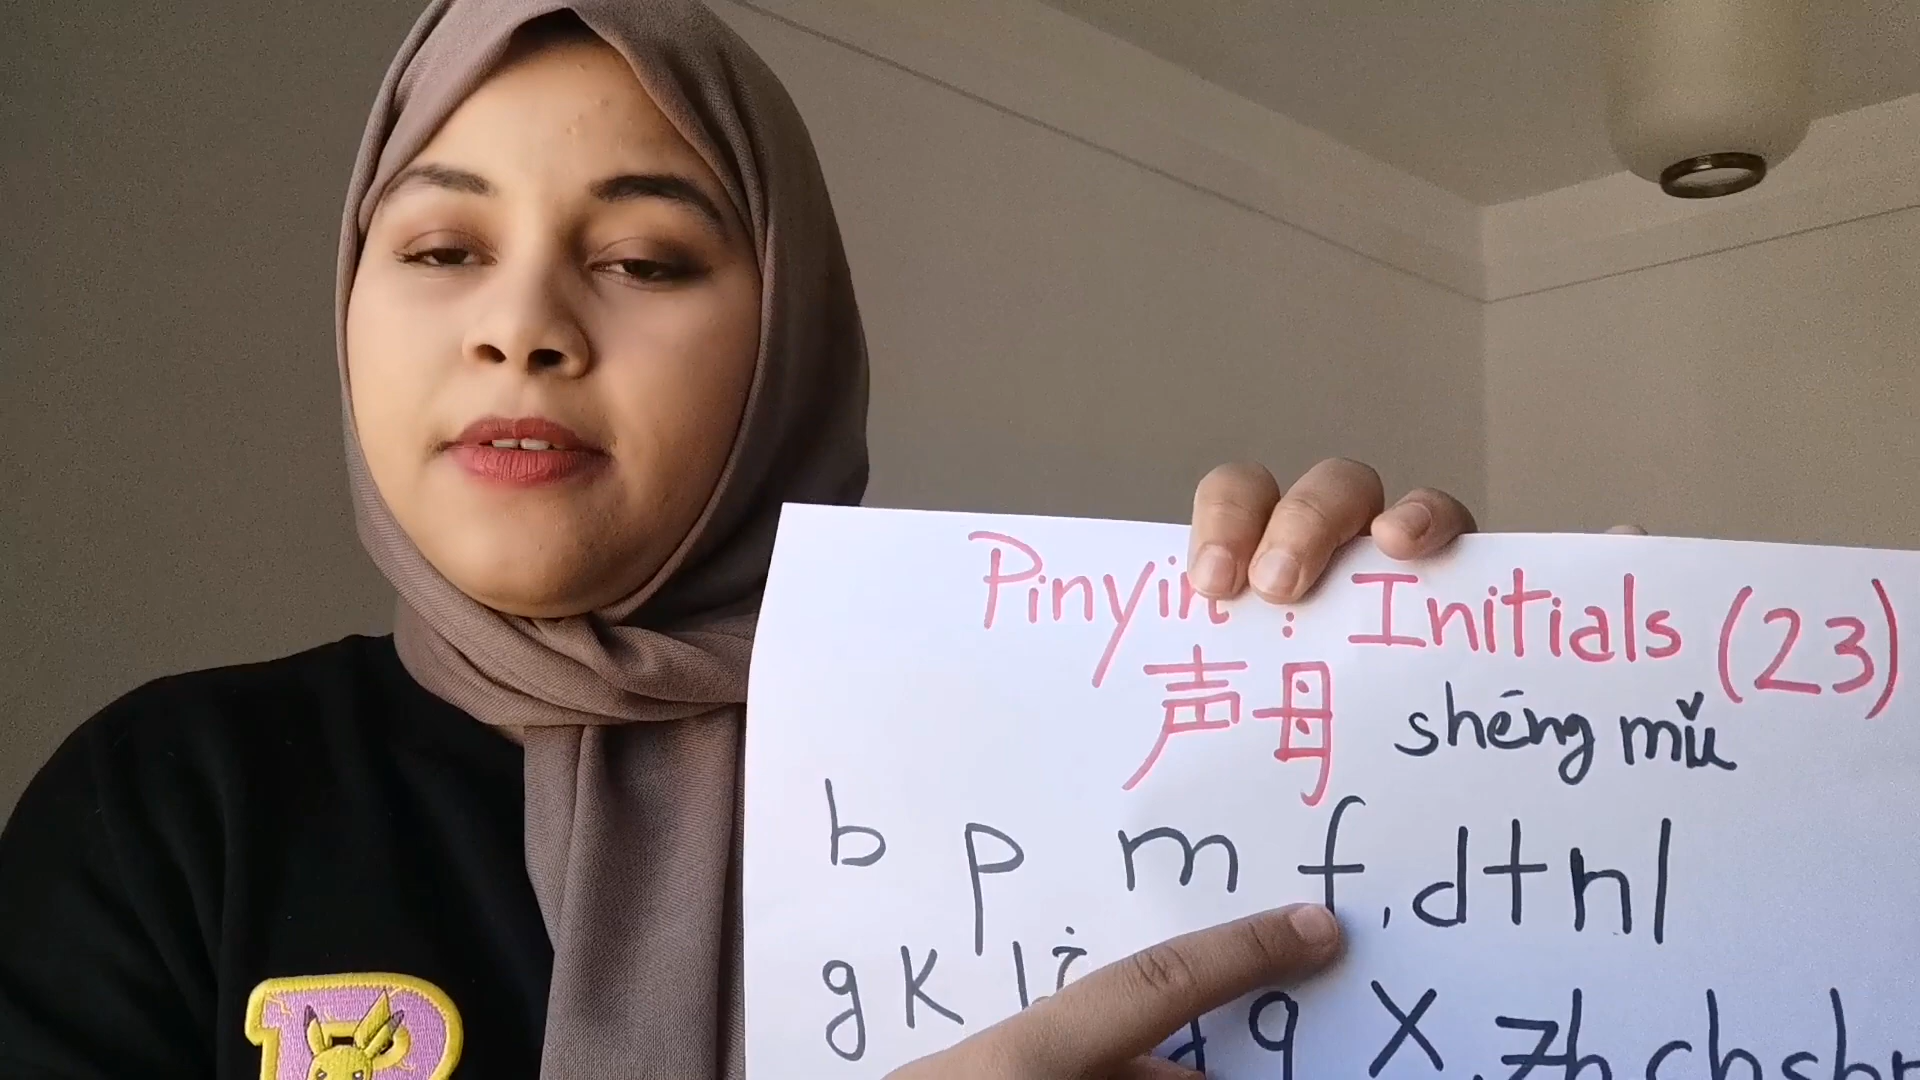 Pinyin : Initials (23)
声母 shēng mǔ
b p m f, d t n l
g k q x, zh ch sh r